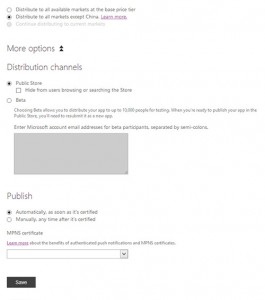 Distribute to all available markets at the base price tier
Distribute to all markets except China. Learn more.
Continue distributing to current markets
More options
Distribution channels
Public Store
Hide from users browsing or searching the Store
Beta
Choosing Beta allows you to distribute your app to up to 10,000 people for testing. When you're ready to publish your app in the
Public Store, you'll need to resubmit it as a new app.
Enter Microsoft account email addresses for beta participants, separated by semi-colons.
Publish
Automatically, as soon as it's certified
Manually, any time after it's certified
MPNS certificate
Learn more about the benefits of authenticated push notifications and MPNS certificates.
Save